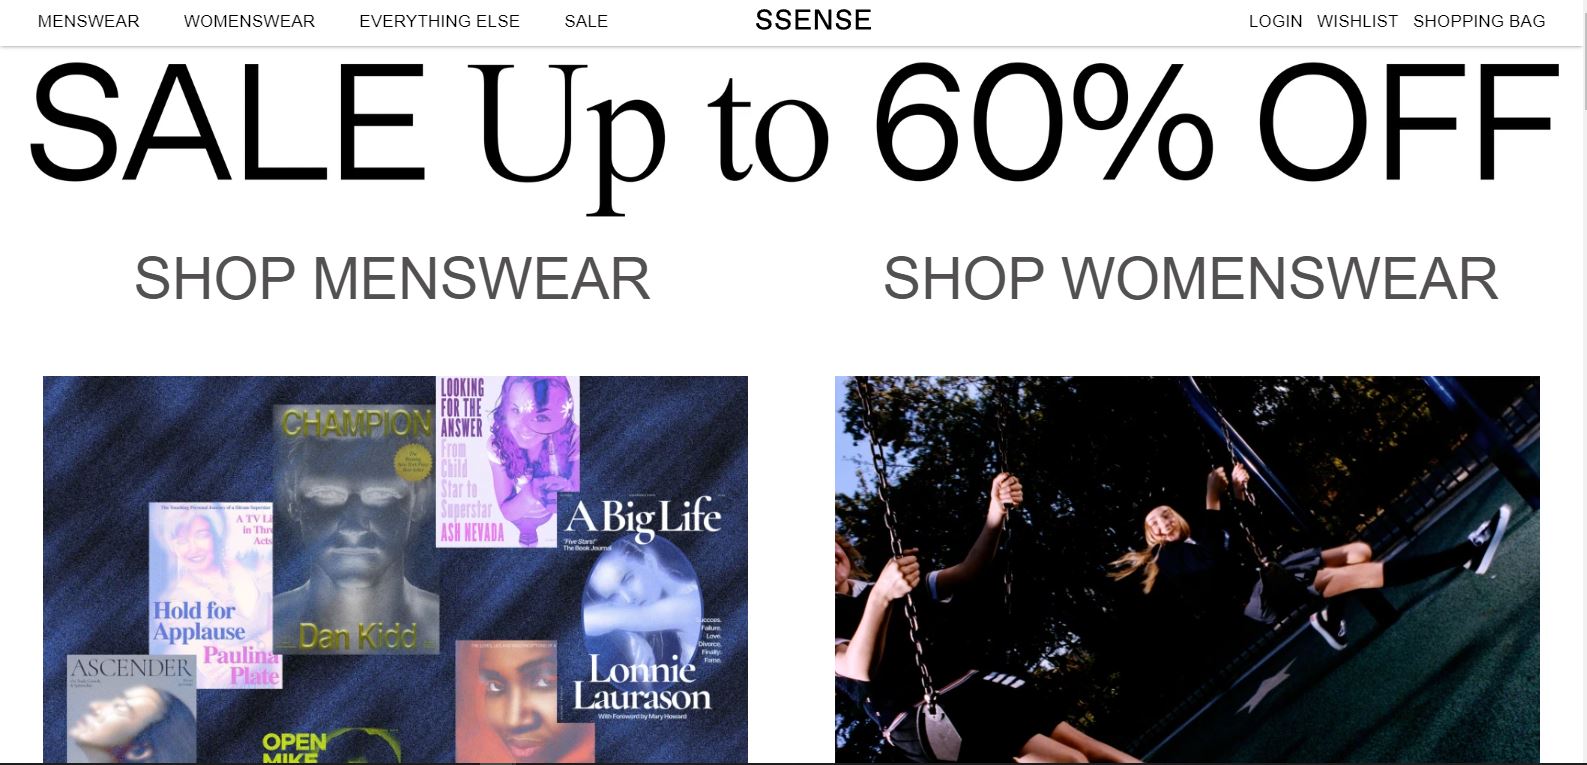 MENSWEAR WOMENSWEAR EVERYTHING ELSE SALE SSENSE LOGIN WISHLIST SHOPPING BAG
SALE Up to 60% OFF
SHOP MENSWEAR SHOP WOMENSWEAR
LOOKING
FOR THE
ANSWER
From
Child
Star to
Superstar
ASH NEVADA
CHAMPION
Dan Kidd
A Big Life
"Five Stars!"
The Book Journal
Success.
Failure.
Love.
Divorce.
Finally:
Fame.
Lonnie
Laurason
With Foreword by Mary Howard
A TV Li
in Thre
Acts
Hold for
Applause
Paulina
Plate
ASCENDER
OPEN
MIKE